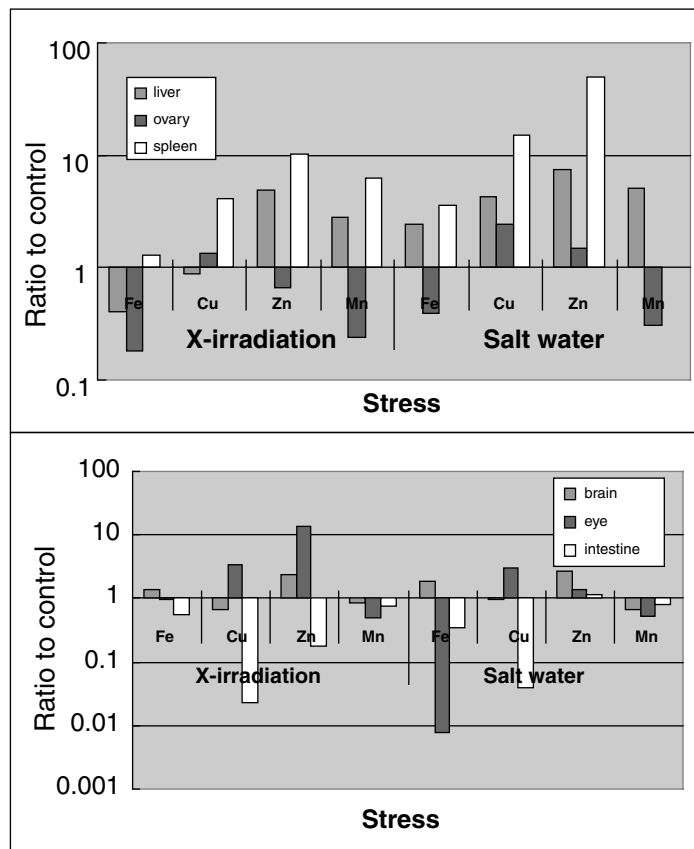 100
10
1
0.1
Ratio to control
liver
ovary
spleen
Fe Cu Zn Mn Fe Cu Zn Mn
X-irradiation Salt water
Stress
100
10
1
0.1
0.01
0.001
Ratio to control
brain
eye
intestine
Fe Cu Zn Mn Fe Cu Zn Mn
X-irradiation Salt water
Stress